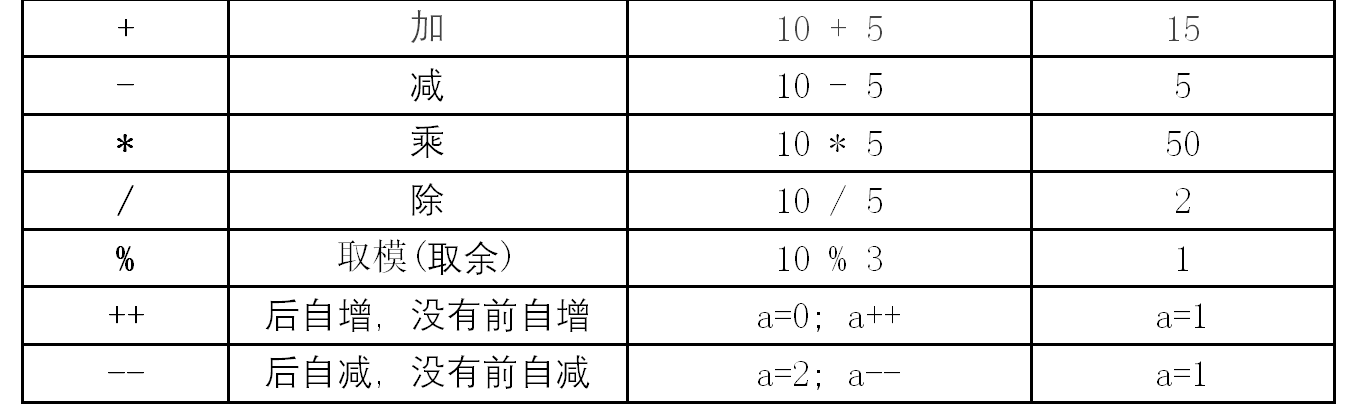 + 加 10 + 5 15
- 减 10 - 5 5
* 乘 10 * 5 50
/ 除 10 / 5 2
% 取模(取余) 10 % 3 1
++ 后自增, 没有前自增 a=0; a++ a=1
-- 后自减, 没有前自减 a=2; a-- a=1